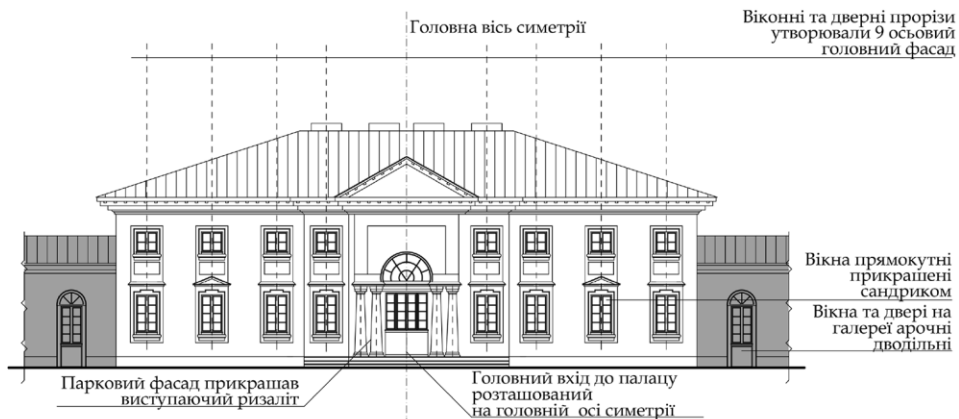 Головна вісь симетрії
Віконні та дверні прорізи
утворювали 9 осьовий
головний фасад
Вікна прямокутні
прикрашені
сандриком
Вікна та двері на
галереї арочні
дводільні
Парковий фасад прикрашав
виступаючий ризаліт
Головний вхід до палацу
розташований
на головній осі симетрії